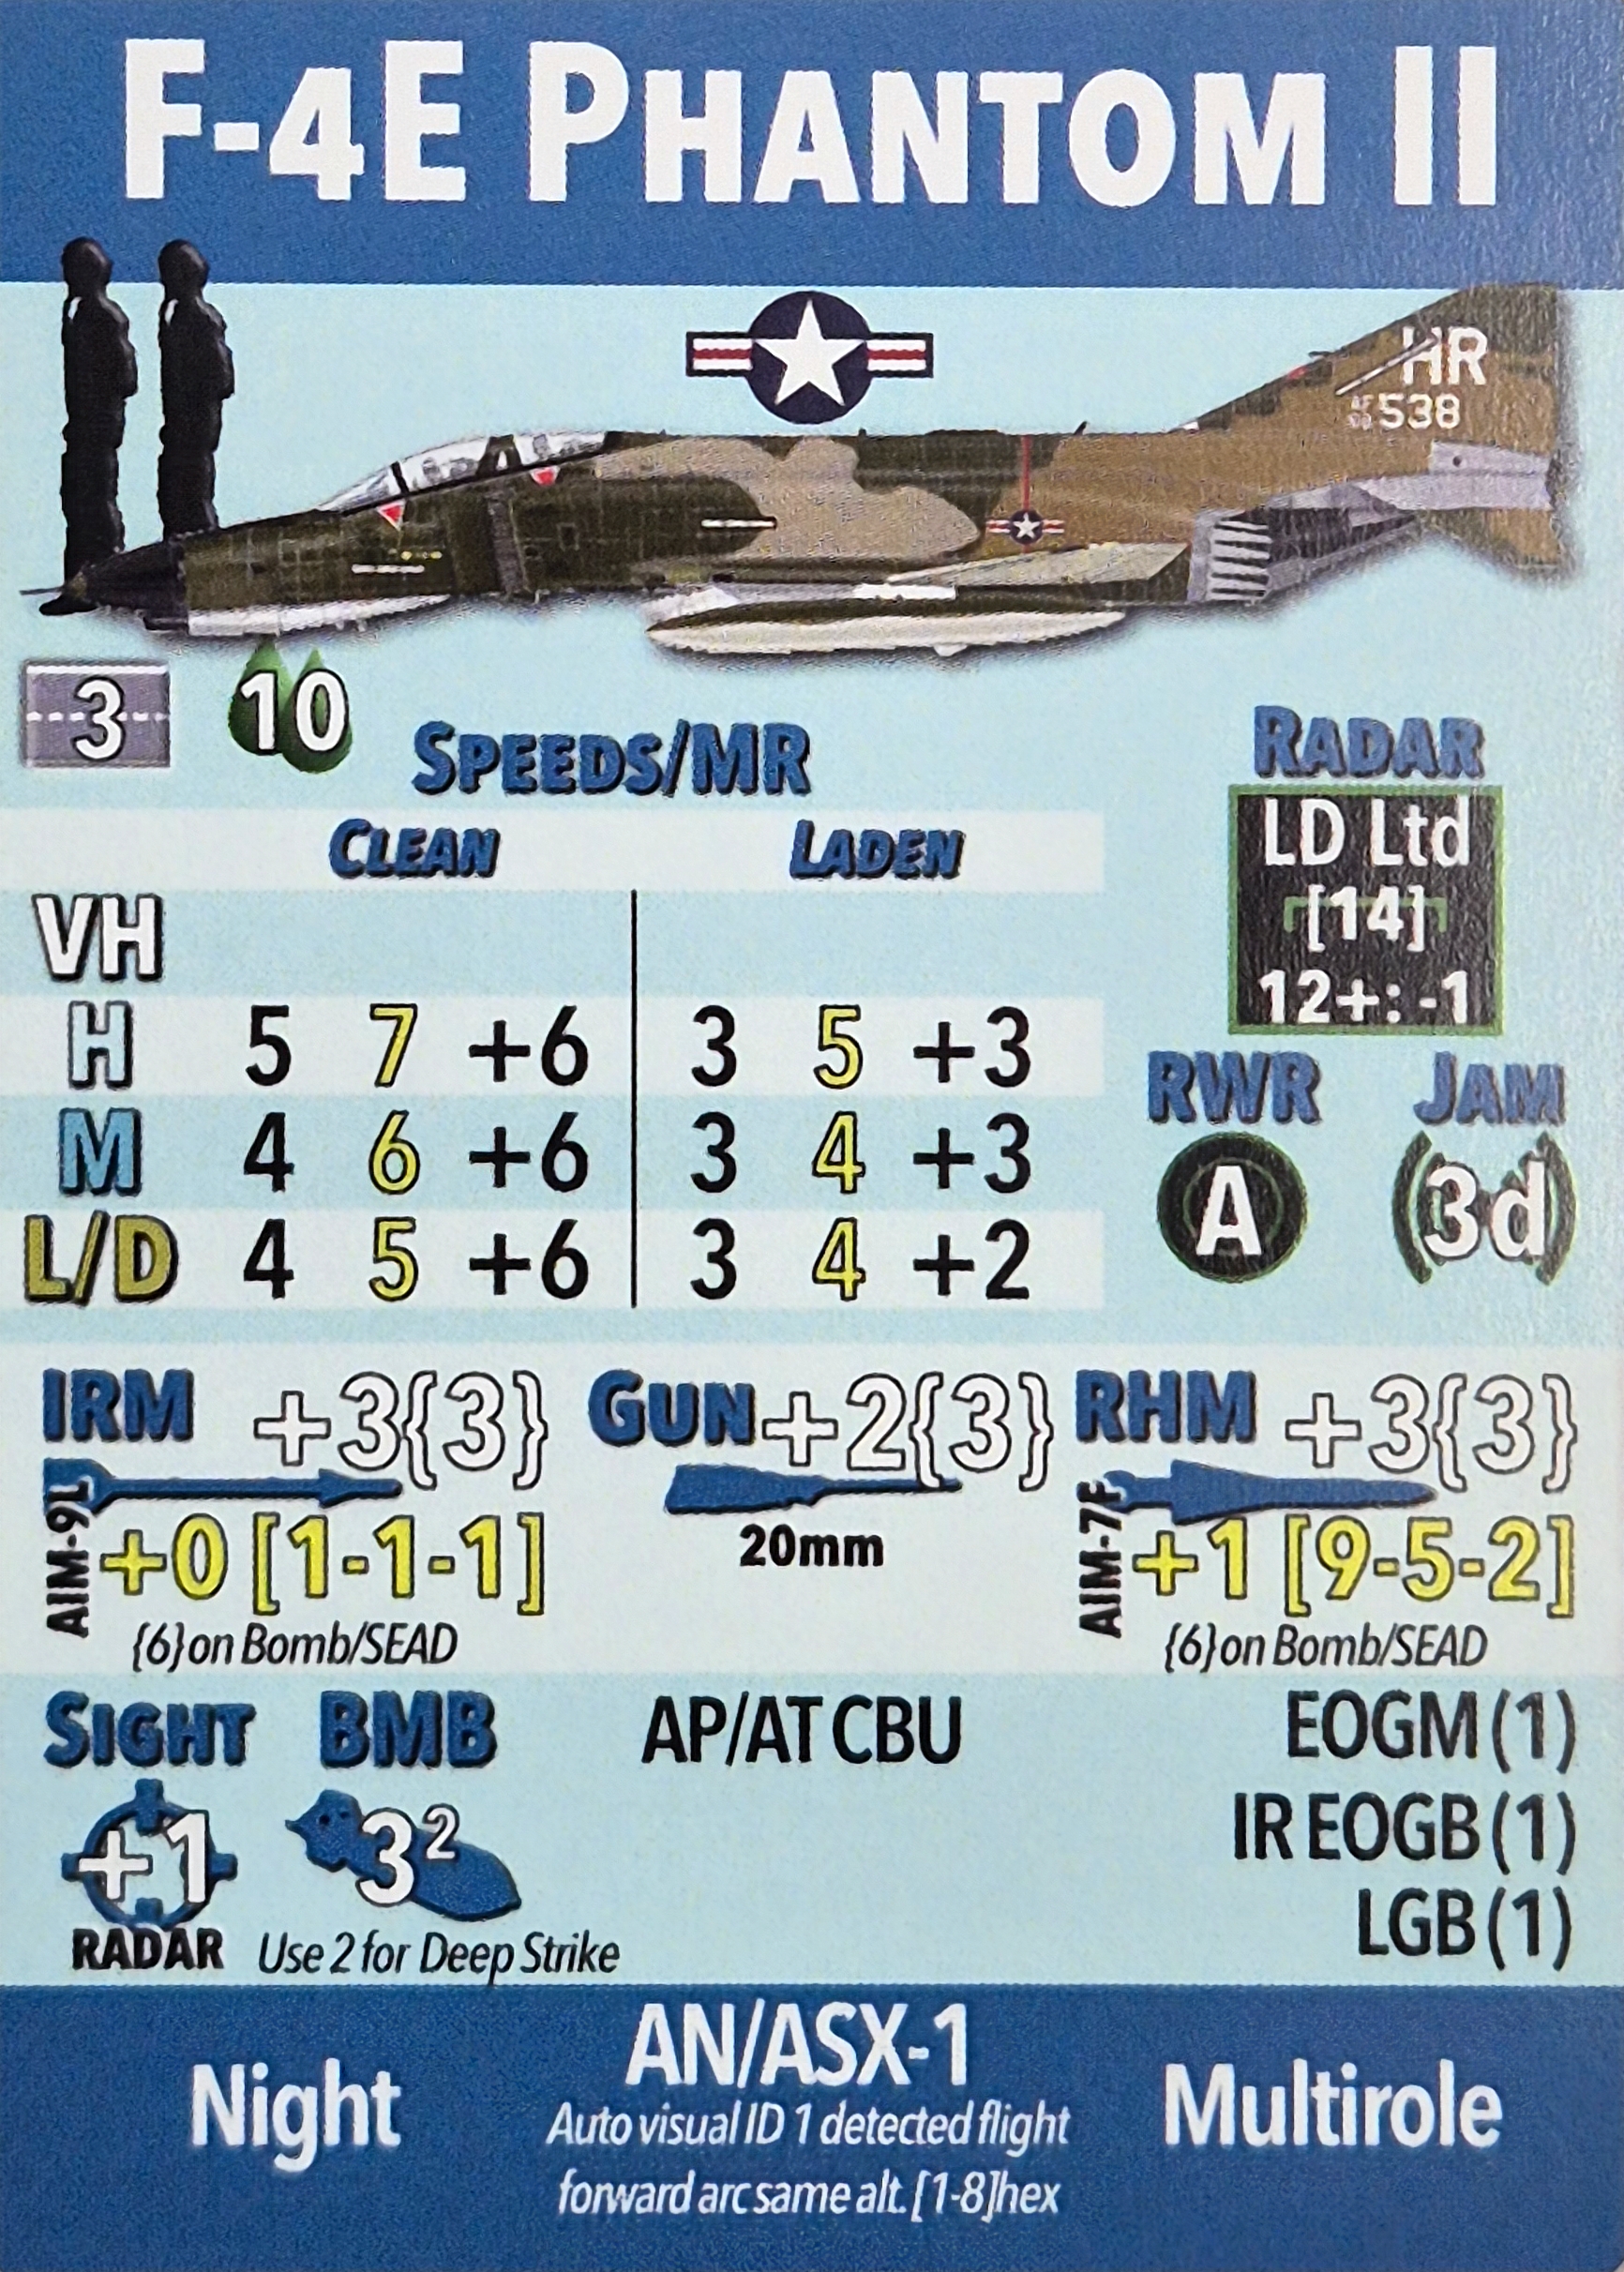 F-4E PHANTOM II
HR
AF 538
3
10
SPEEDS/MR
RADAR
CLEAN LADEN
LD Ltd
[14]
12+: -1
VH
H 5 7 +6 3 5 +3
M 4 6 +6 3 4 +3
L/D 4 5 +6 3 4 +2
RWR JAM
A 3d
IRM +3{3}
AIM-9L
+0 [1-1-1]
{6} on Bomb/SEAD
GUN +2{3}
20mm
RHM +3{3}
AIM-7F
+1 [9-5-2]
{6} on Bomb/SEAD
SIGHT
+1
RADAR
BMB
3²
Use 2 for Deep Strike
AP/AT CBU
EOGM (1)
IR EOGB (1)
LGB (1)
Night
AN/ASX-1
Auto visual ID 1 detected flight
forward arc same alt. [1-8]hex
Multirole